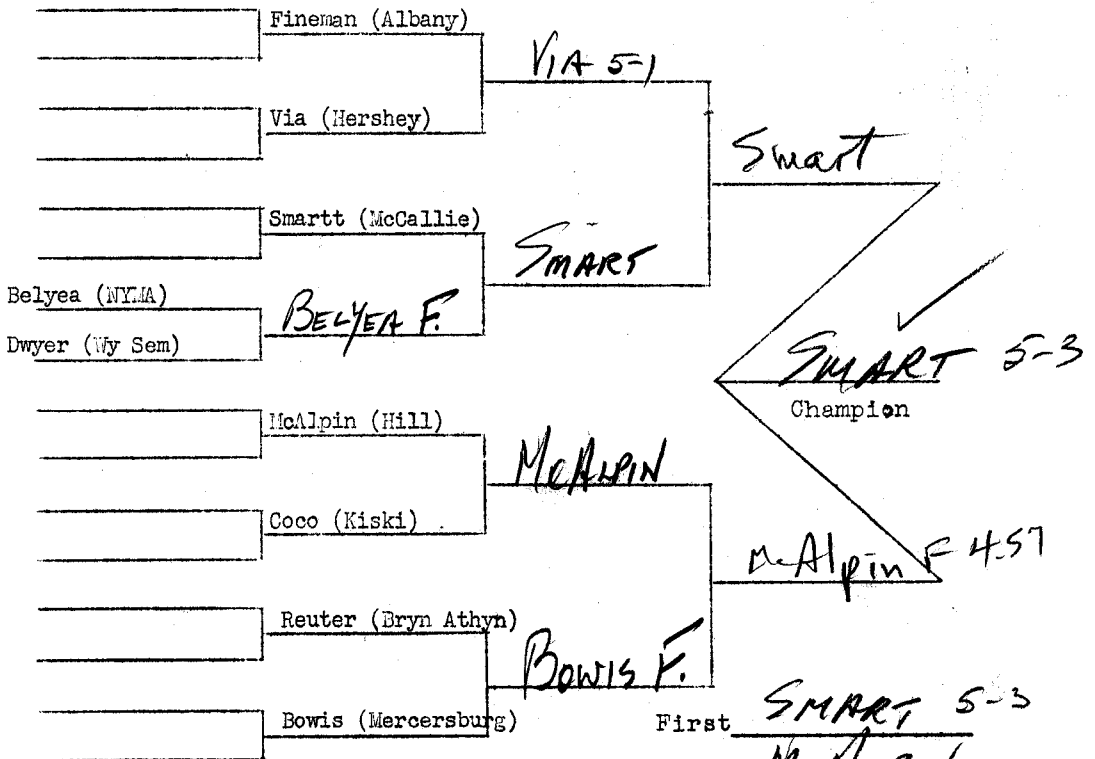 Fineman (Albany)
VIA 5-1
Via (Hershey)
Smart
Smartt (McCallie)
SMART
Belyea (NYMA)
BELYEA F.
Dwyer (Wy Sem)
SMART 5-3
Champion
McAlpin (Hill)
McALPIN
Coco (Kiski)
McAlpin F 4.57
Reuter (Bryn Athyn)
BOWIS F.
Bowis (Mercersburg)
First SMART 5-3